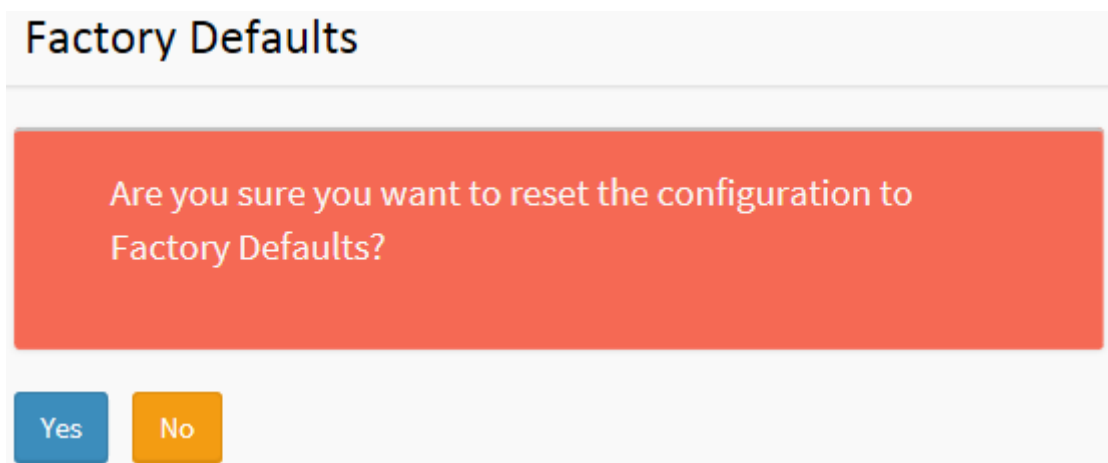 Factory Defaults
Are you sure you want to reset the configuration to
Factory Defaults?
Yes No